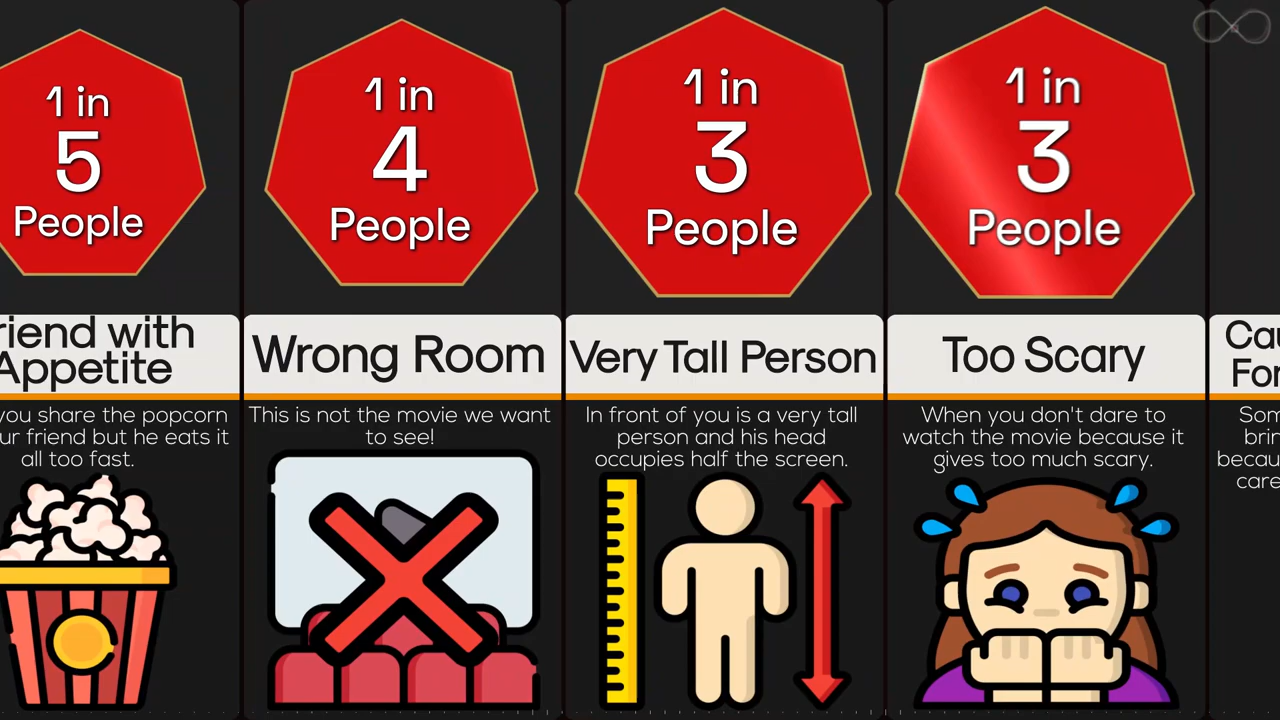 1 in
5
People
riend with
Appetite
you share the popcorn
ur friend but he eats it
all too fast.
1 in
4
People
Wrong Room
This is not the movie we want
to see!
1 in
3
People
Very Tall Person
In front of you is a very tall
person and his head
occupies half the screen.
1 in
3
People
Too Scary
When you don't dare to
watch the movie because it
gives too much scary.
Cau
For
Som
brin
becau
care